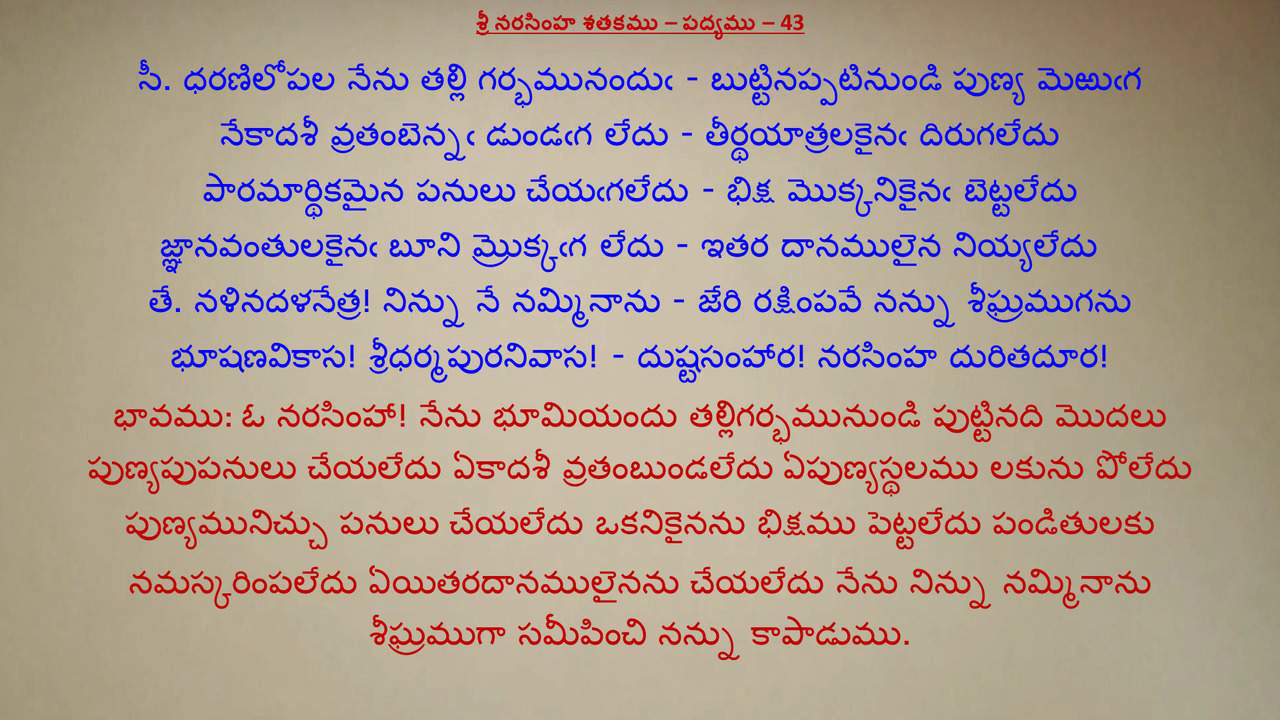 శ్రీ నరసింహ శతకము – పద్యము – 43
సీ. ధరణిలోపల నేను తల్లి గర్భమునందుఁ - బుట్టినప్పటినుండి పుణ్య మెఱుఁగ
నేకాదశీ వ్రతంబెన్నఁ డుండఁగ లేదు - తీర్థయాత్రలకైనఁ దిరుగలేదు
పారమార్థికమైన పనులు చేయఁగలేదు - భిక్ష మొక్కనికైనఁ బెట్టలేదు
జ్ఞానవంతులకైనఁ బూని మ్రొక్కఁగ లేదు - ఇతర దానములైన నియ్యలేదు
తే. నళినదళనేత్ర! నిన్ను నే నమ్మినాను - జేరి రక్షింపవే నన్ను శీఘ్రముగను
భూషణవికాస! శ్రీధర్మపురనివాస! - దుష్టసంహార! నరసింహ దురితదూర!
భావము: ఓ నరసింహా! నేను భూమియందు తల్లిగర్భమునుండి పుట్టినది మొదలు
పుణ్యపుపనులు చేయలేదు ఏకాదశీ వ్రతంబుండలేదు ఏపుణ్యస్థలము లకును పోలేదు
పుణ్యమునిచ్చు పనులు చేయలేదు ఒకనికైనను భిక్షము పెట్టలేదు పండితులకు
నమస్కరింపలేదు ఏయితరదానములైనను చేయలేదు నేను నిన్ను నమ్మినాను
శీఘ్రముగా సమీపించి నన్ను కాపాడుము.